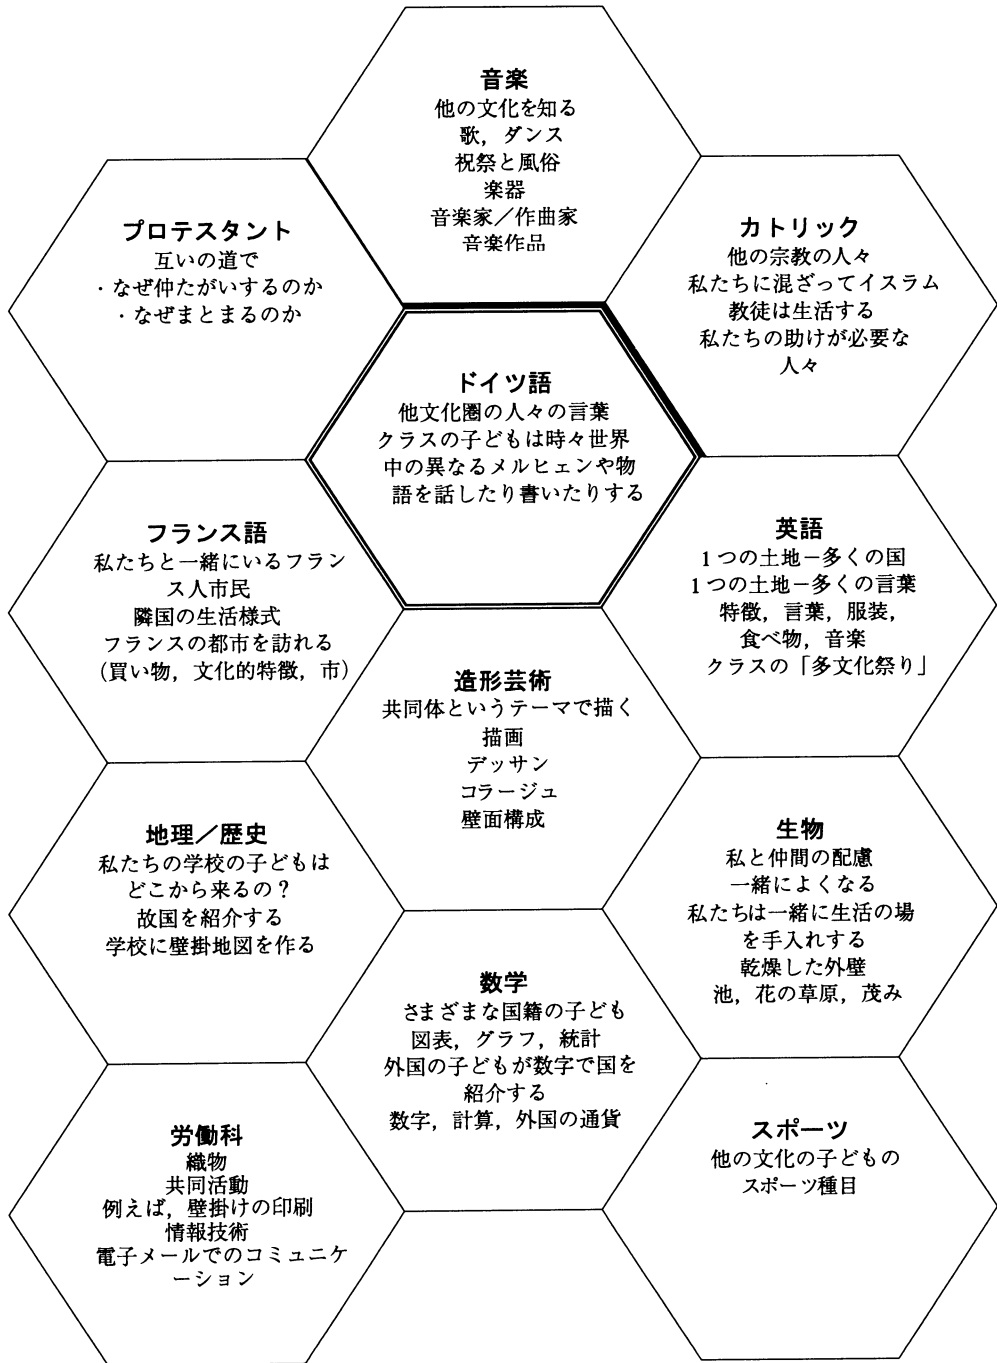 音楽
他の文化を知る
歌，ダンス
祝祭と風俗
楽器
音楽家／作曲家
音楽作品
プロテスタント
互いの道で
・なぜ仲たがいするのか
・なぜまとまるのか
カトリック
他の宗教の人々
私たちに混ざってイスラム
教徒は生活する
私たちの助けが必要な
人々
ドイツ語
他文化圏の人々の言葉
クラスの子どもは時々世界
中の異なるメルヒェンや物
語を話したり書いたりする
フランス語
私たちと一緒にいるフラン
ス人市民
隣国の生活様式
フランスの都市を訪れる
(買い物，文化的特徴，市)
英語
1つの土地－多くの国
1つの土地－多くの言葉
特徴，言葉，服装，
食べ物，音楽
クラスの「多文化祭り」
造形芸術
共同体というテーマで描く
描画
デッサン
コラージュ
壁面構成
地理／歴史
私たちの学校の子どもは
どこから来るの？
故国を紹介する
学校に壁掛地図を作る
生物
私と仲間の配慮
一緒によくなる
私たちは一緒に生活の場
を手入れする
乾燥した外壁
池，花の草原，茂み
数学
さまざまな国籍の子ども
図表，グラフ，統計
外国の子どもが数字で国を
紹介する
数字，計算，外国の通貨
労働科
織物
共同活動
例えば，壁掛けの印刷
情報技術
電子メールでのコミュニケ
ーション
スポーツ
他の文化の子どもの
スポーツ種目